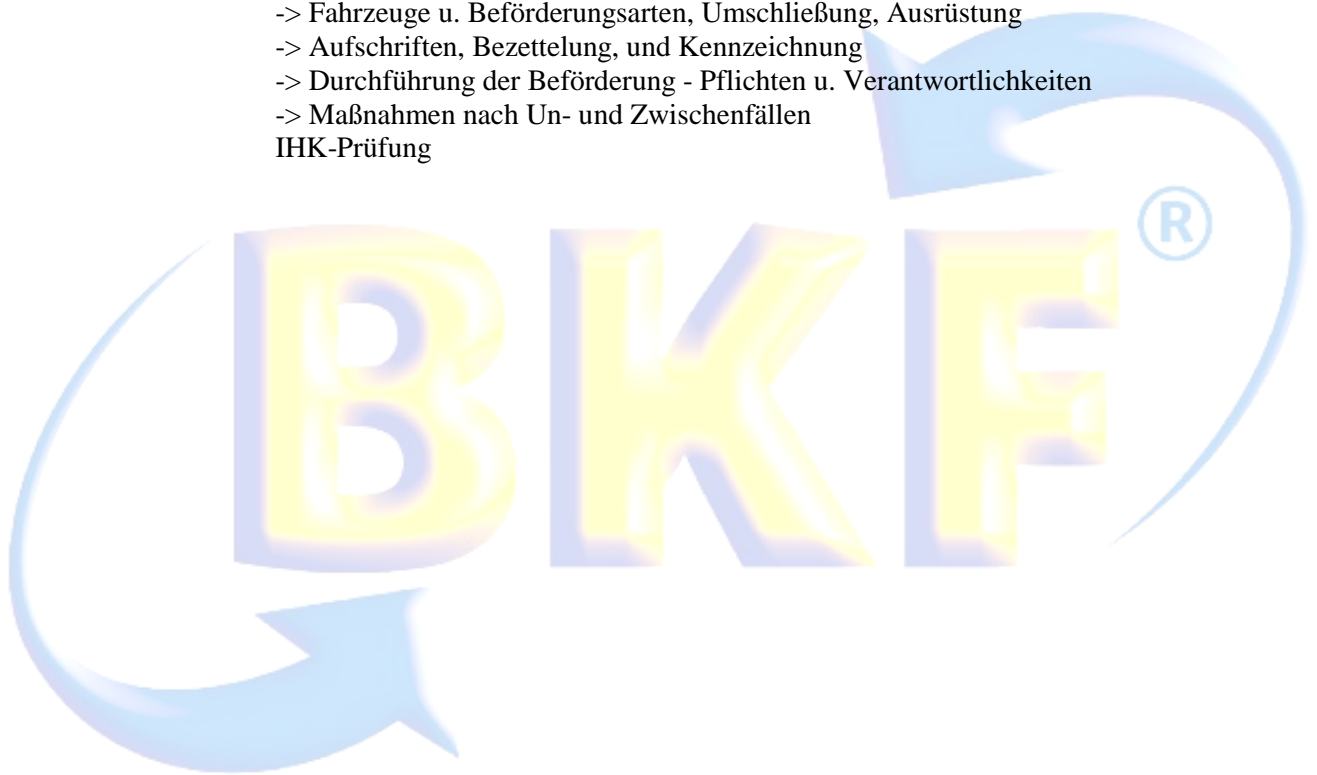 -> Fahrzeuge u. Beförderungsarten, Umschließung, Ausrüstung
-> Aufschriften, Bezettelung, und Kennzeichnung
-> Durchführung der Beförderung - Pflichten u. Verantwortlichkeiten
-> Maßnahmen nach Un- und Zwischenfällen
IHK-Prüfung
BKF®